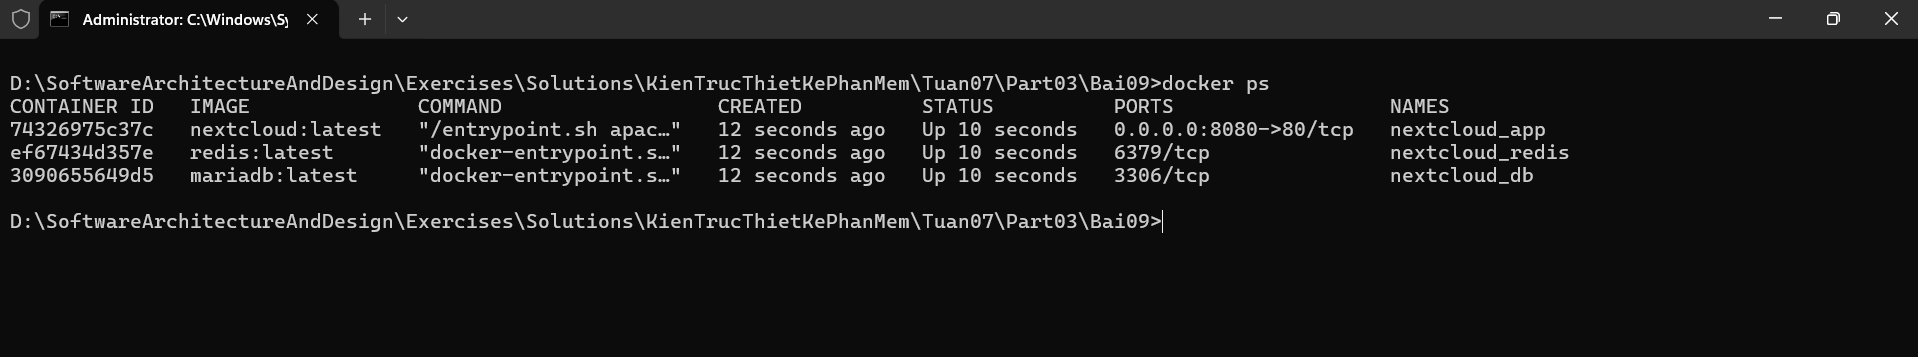 Administrator: C:\Windows\Sy
D:\SoftwareArchitectureAndDesign\Exercises\Solutions\KienTrucThietKePhanMem\Tuan07\Part03\Bai09>docker ps
CONTAINER ID   IMAGE              COMMAND                  CREATED          STATUS          PORTS                  NAMES
74326975c37c   nextcloud:latest   "/entrypoint.sh apac…"   12 seconds ago   Up 10 seconds   0.0.0.0:8080->80/tcp   nextcloud_app
ef67434d357e   redis:latest       "docker-entrypoint.s…"   12 seconds ago   Up 10 seconds   6379/tcp               nextcloud_redis
3090655649d5   mariadb:latest     "docker-entrypoint.s…"   12 seconds ago   Up 10 seconds   3306/tcp               nextcloud_db
D:\SoftwareArchitectureAndDesign\Exercises\Solutions\KienTrucThietKePhanMem\Tuan07\Part03\Bai09>